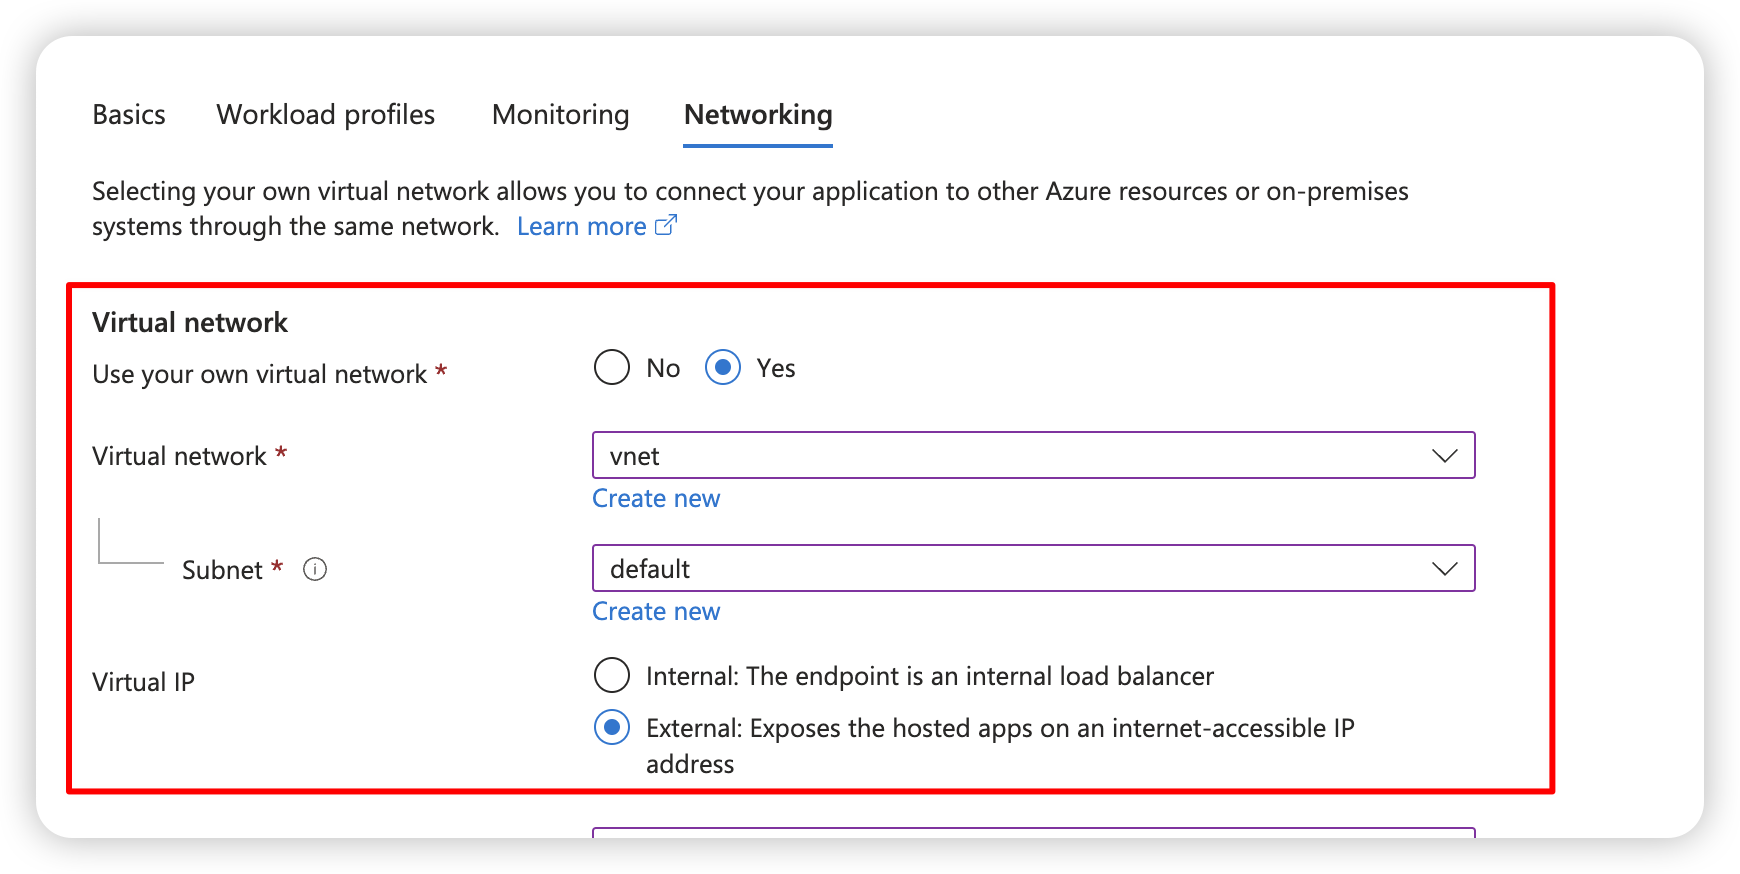 Basics Workload profiles Monitoring Networking
Selecting your own virtual network allows you to connect your application to other Azure resources or on-premises
systems through the same network. Learn more
Virtual network
Use your own virtual network * No Yes
Virtual network * vnet
Create new
Subnet * default
Create new
Virtual IP Internal: The endpoint is an internal load balancer
External: Exposes the hosted apps on an internet-accessible IP
address